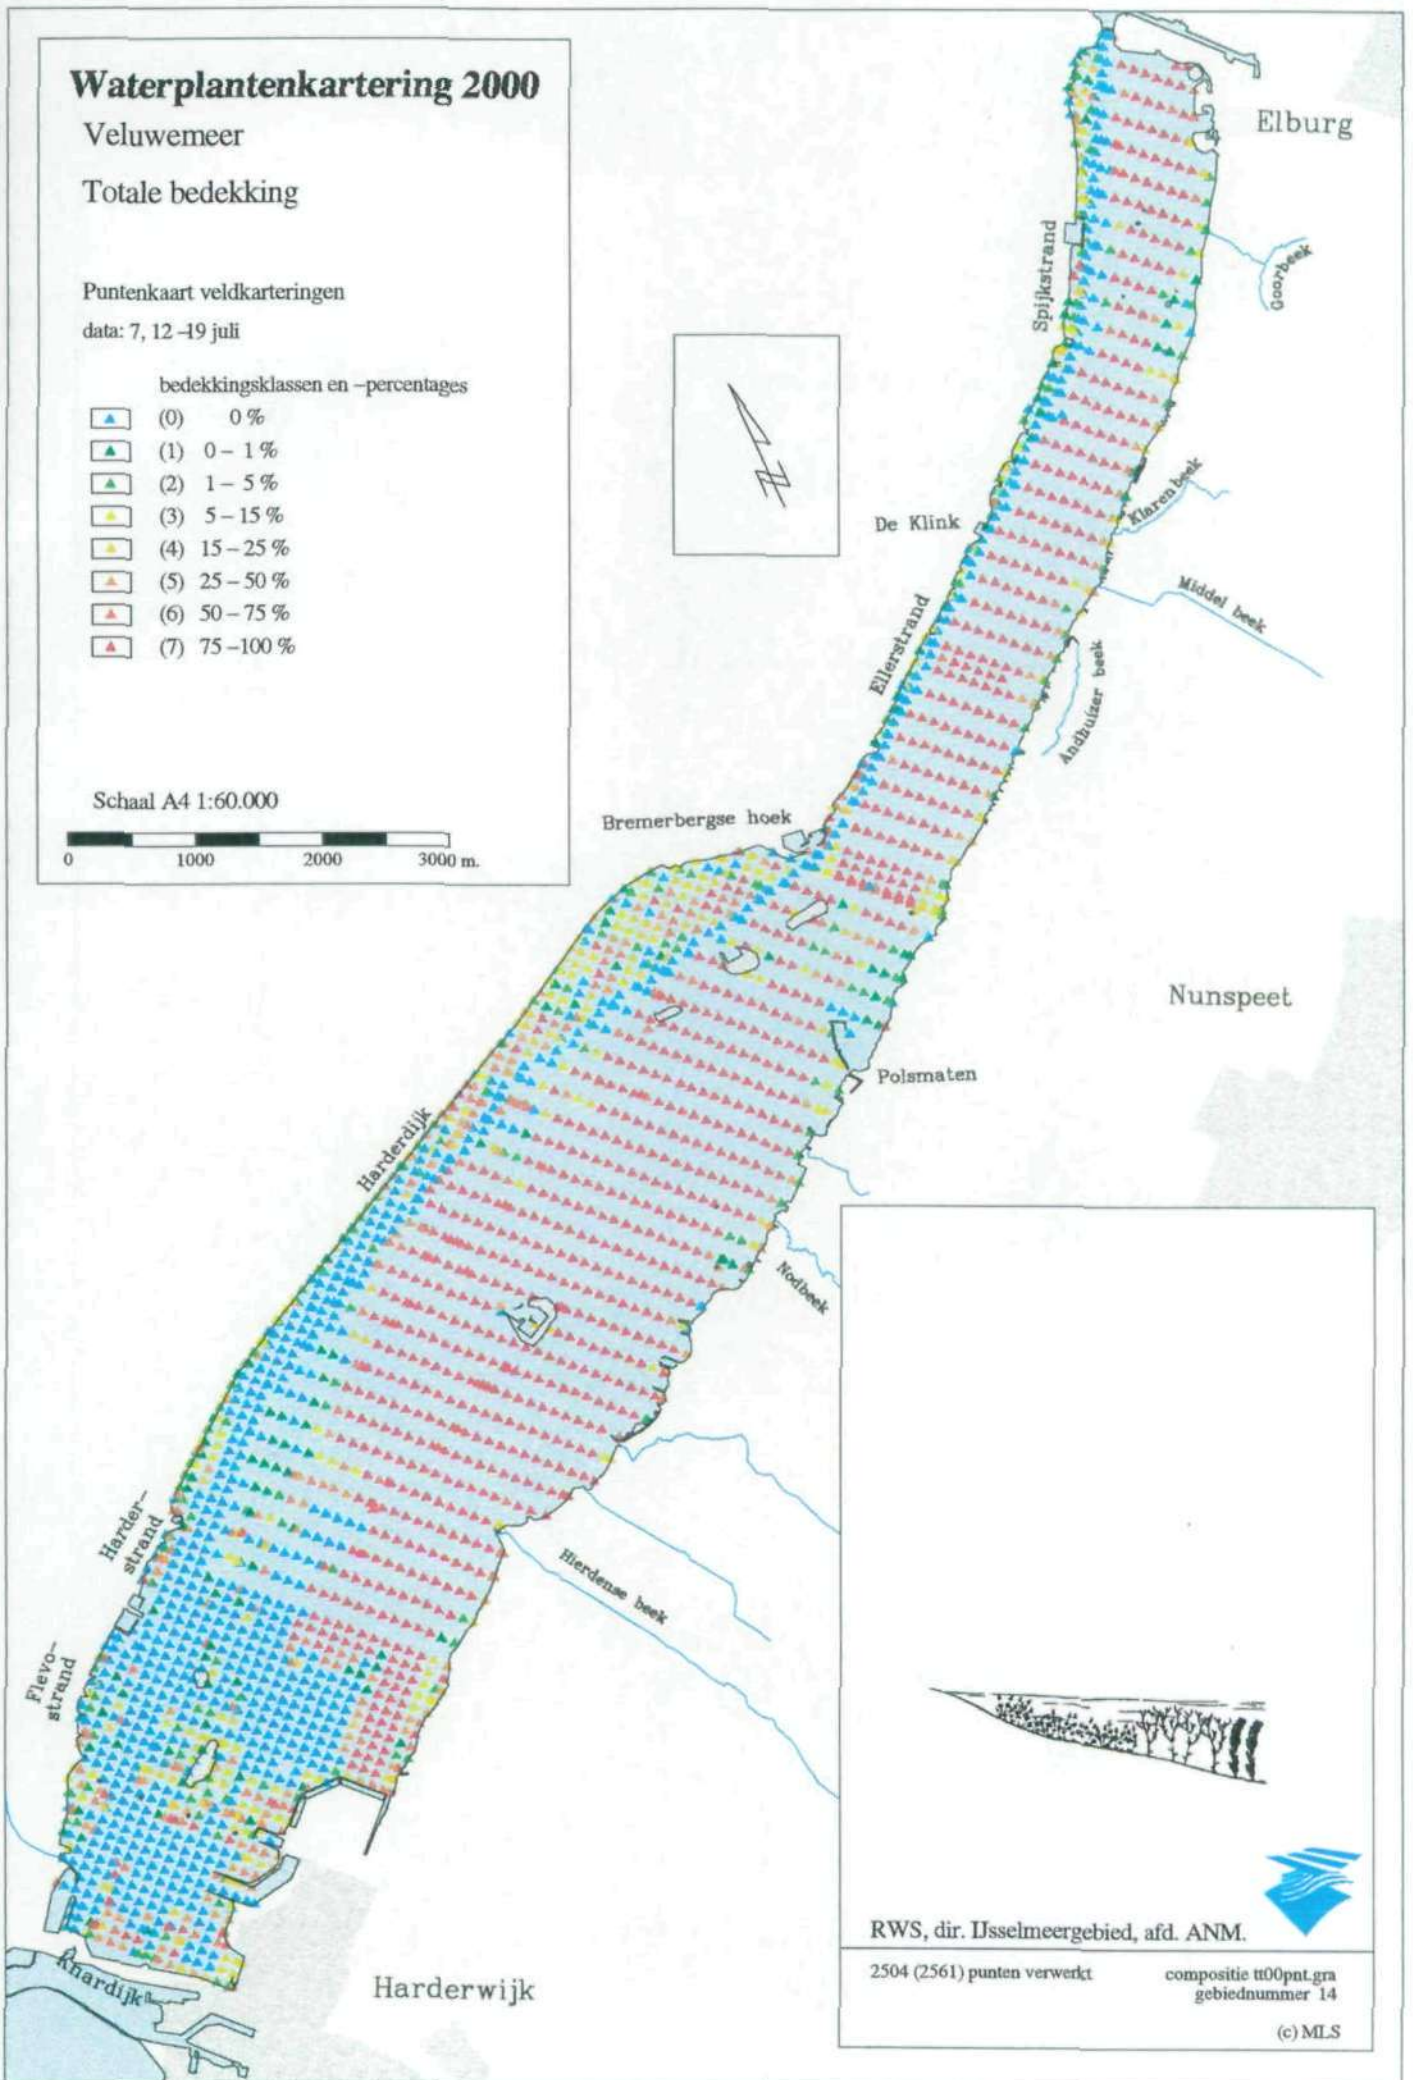 Waterplantenkartering 2000
Veluwemeer
Totale bedekking
Puntenkaart veldkarteringen
data: 7, 12 –19 juli
bedekkingsklassen en –percentages
(0) 0 %
(1) 0 – 1 %
(2) 1 – 5 %
(3) 5 – 15 %
(4) 15 – 25 %
(5) 25 – 50 %
(6) 50 – 75 %
(7) 75 –100 %
Schaal A4 1:60.000
0 1000 2000 3000 m.
Elburg
Spijkstrand
Goorbeek
De Klink
Klarenbeek
Middel beek
Ellerstrand
Andhuizer beek
Bremerbergse hoek
Nunspeet
Polsmaten
Harderdijk
Nodbeek
Harder–
strand
Hierdense beek
Flevo–
strand
Knardijk
Harderwijk
RWS, dir. IJsselmeergebied, afd. ANM.
2504 (2561) punten verwerkt
compositie tt00pnt.gra
gebiednummer 14
(c) MLS